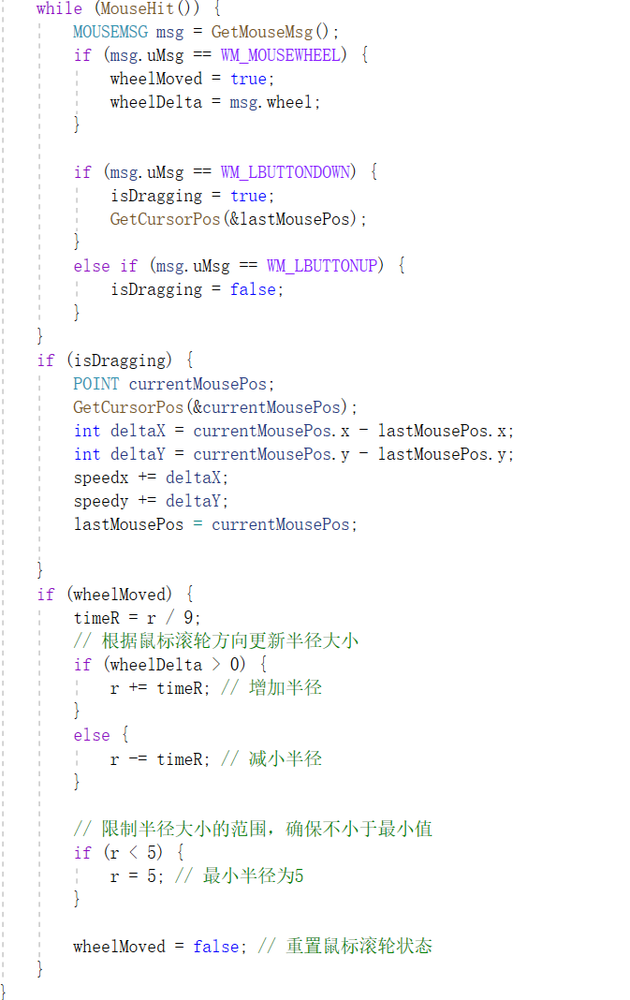 while (MouseHit()) {
    MOUSEMSG msg = GetMouseMsg();
    if (msg.uMsg == WM_MOUSEWHEEL) {
        wheelMoved = true;
        wheelDelta = msg.wheel;
    }

    if (msg.uMsg == WM_LBUTTONDOWN) {
        isDragging = true;
        GetCursorPos(&lastMousePos);
    }
    else if (msg.uMsg == WM_LBUTTONUP) {
        isDragging = false;
    }
}
if (isDragging) {
    POINT currentMousePos;
    GetCursorPos(&currentMousePos);
    int deltaX = currentMousePos.x - lastMousePos.x;
    int deltaY = currentMousePos.y - lastMousePos.y;
    speedx += deltaX;
    speedy += deltaY;
    lastMousePos = currentMousePos;

}
if (wheelMoved) {
    timeR = r / 9;
    // 根据鼠标滚轮方向更新半径大小
    if (wheelDelta > 0) {
        r += timeR; // 增加半径
    }
    else {
        r -= timeR; // 减小半径
    }

    // 限制半径大小的范围，确保不小于最小值
    if (r < 5) {
        r = 5; // 最小半径为5
    }

    wheelMoved = false; // 重置鼠标滚轮状态
}
}